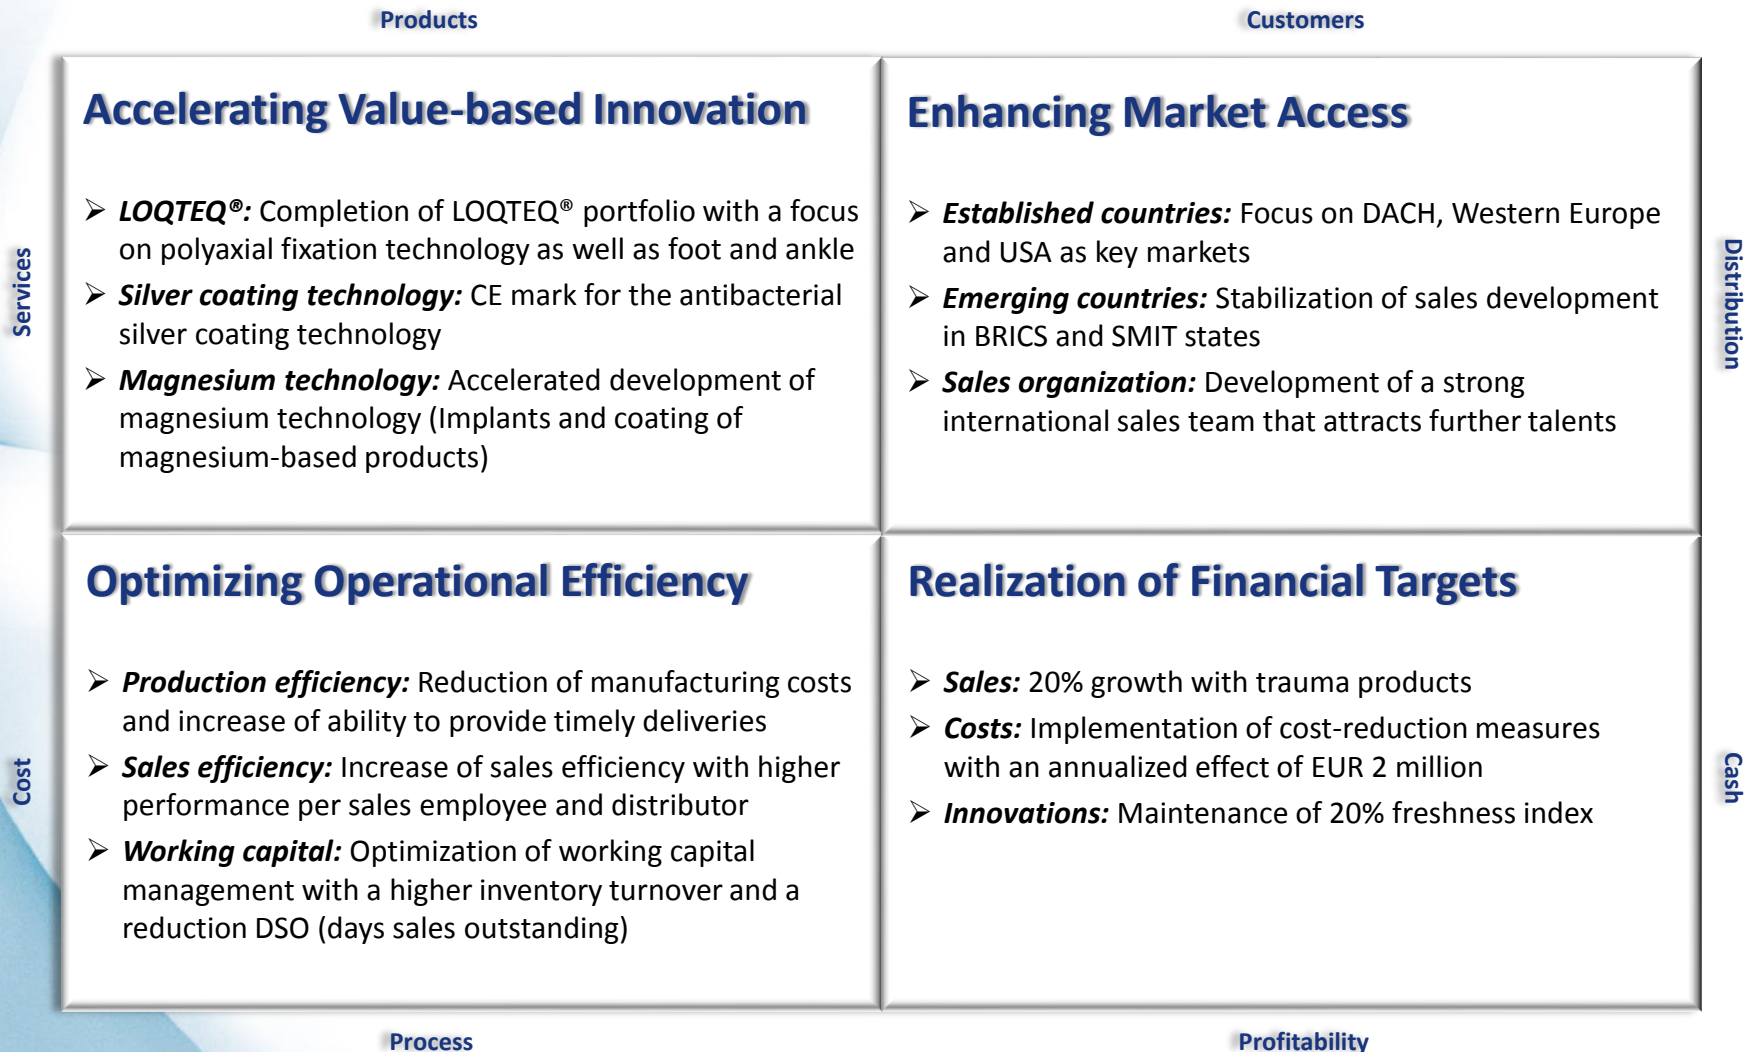 Products
Customers
Services
Accelerating Value-based Innovation
➢ LOQTEQ®: Completion of LOQTEQ® portfolio with a focus
on polyaxial fixation technology as well as foot and ankle
➢ Silver coating technology: CE mark for the antibacterial
silver coating technology
➢ Magnesium technology: Accelerated development of
magnesium technology (Implants and coating of
magnesium-based products)
Enhancing Market Access
➢ Established countries: Focus on DACH, Western Europe
and USA as key markets
➢ Emerging countries: Stabilization of sales development
in BRICS and SMIT states
➢ Sales organization: Development of a strong
international sales team that attracts further talents
Distribution
Cost
Optimizing Operational Efficiency
➢ Production efficiency: Reduction of manufacturing costs
and increase of ability to provide timely deliveries
➢ Sales efficiency: Increase of sales efficiency with higher
performance per sales employee and distributor
➢ Working capital: Optimization of working capital
management with a higher inventory turnover and a
reduction DSO (days sales outstanding)
Realization of Financial Targets
➢ Sales: 20% growth with trauma products
➢ Costs: Implementation of cost-reduction measures
with an annualized effect of EUR 2 million
➢ Innovations: Maintenance of 20% freshness index
Cash
Process
Profitability